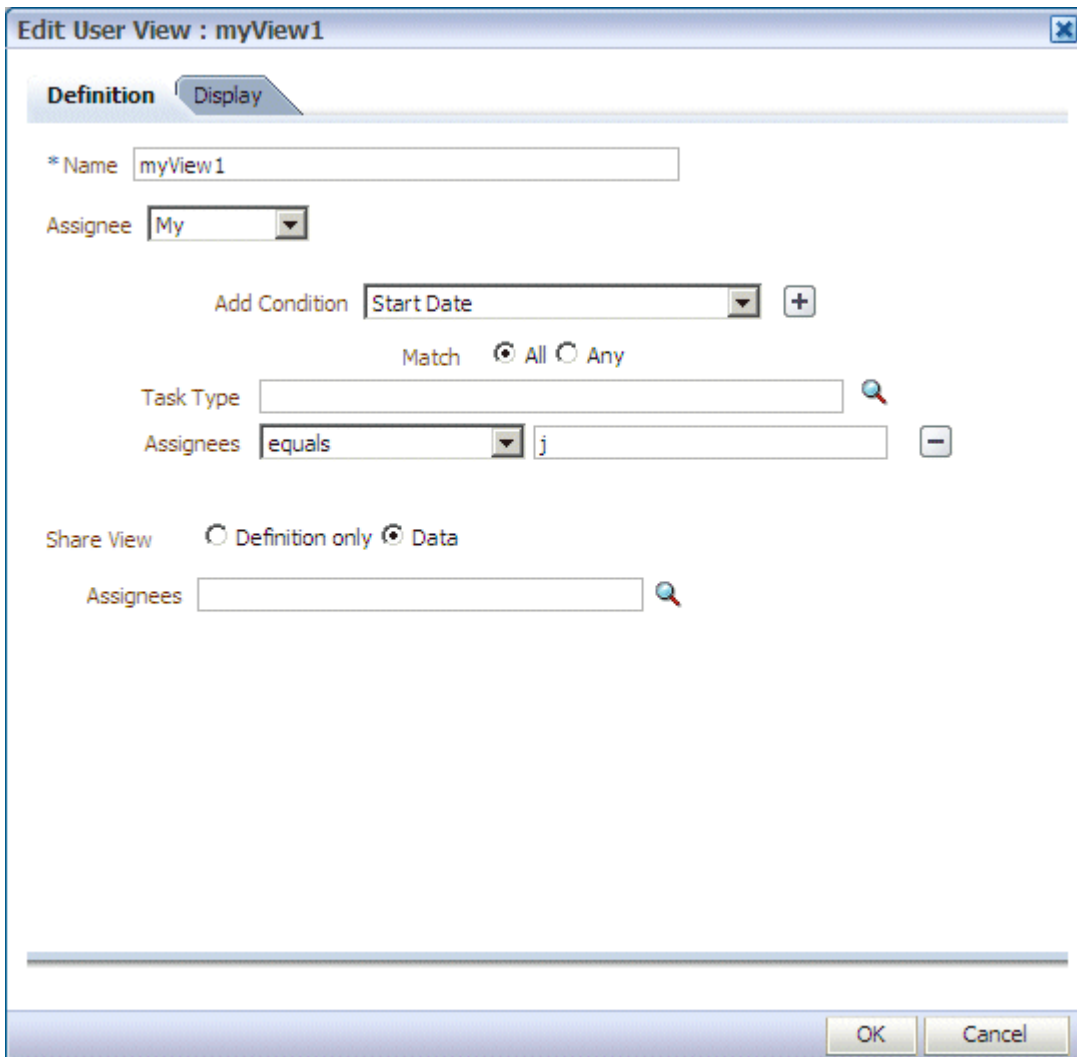 Edit User View : myView1
Definition Display
* Name myView1
Assignee My
Add Condition Start Date
Match All Any
Task Type
Assignees equals j
Share View Definition only Data
Assignees
OK Cancel